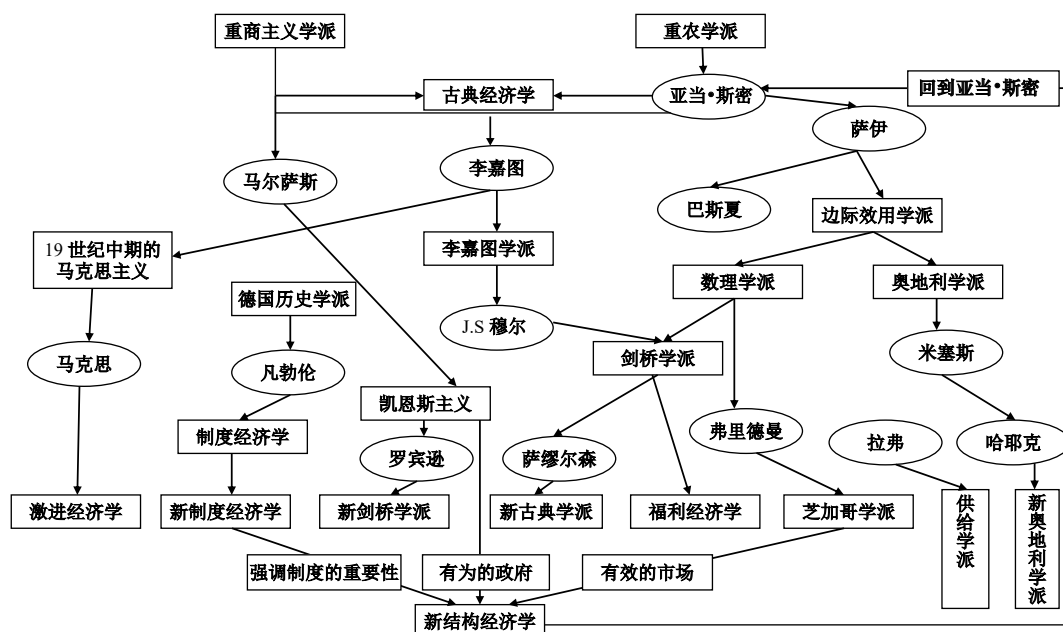 重商主义学派
重农学派
古典经济学
亚当•斯密
回到亚当•斯密
萨伊
马尔萨斯
李嘉图
巴斯夏
边际效用学派
19 世纪中期的
马克思主义
李嘉图学派
数理学派
奥地利学派
德国历史学派
J.S 穆尔
马克思
凡勃伦
剑桥学派
米塞斯
凯恩斯主义
制度经济学
罗宾逊
萨缪尔森
弗里德曼
拉弗
哈耶克
激进经济学
新制度经济学
新剑桥学派
新古典学派
福利经济学
芝加哥学派
供给学派
新奥地利学派
强调制度的重要性
有为的政府
有效的市场
新结构经济学